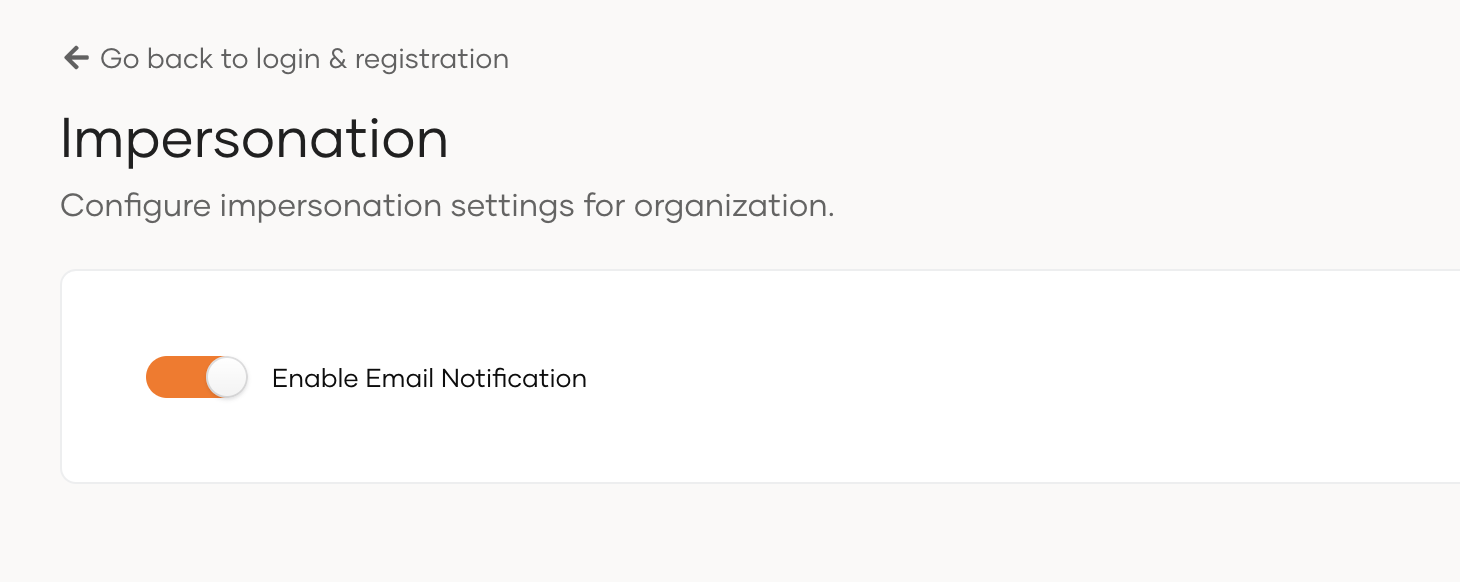 Go back to login & registration
Impersonation
Configure impersonation settings for organization.
Enable Email Notification